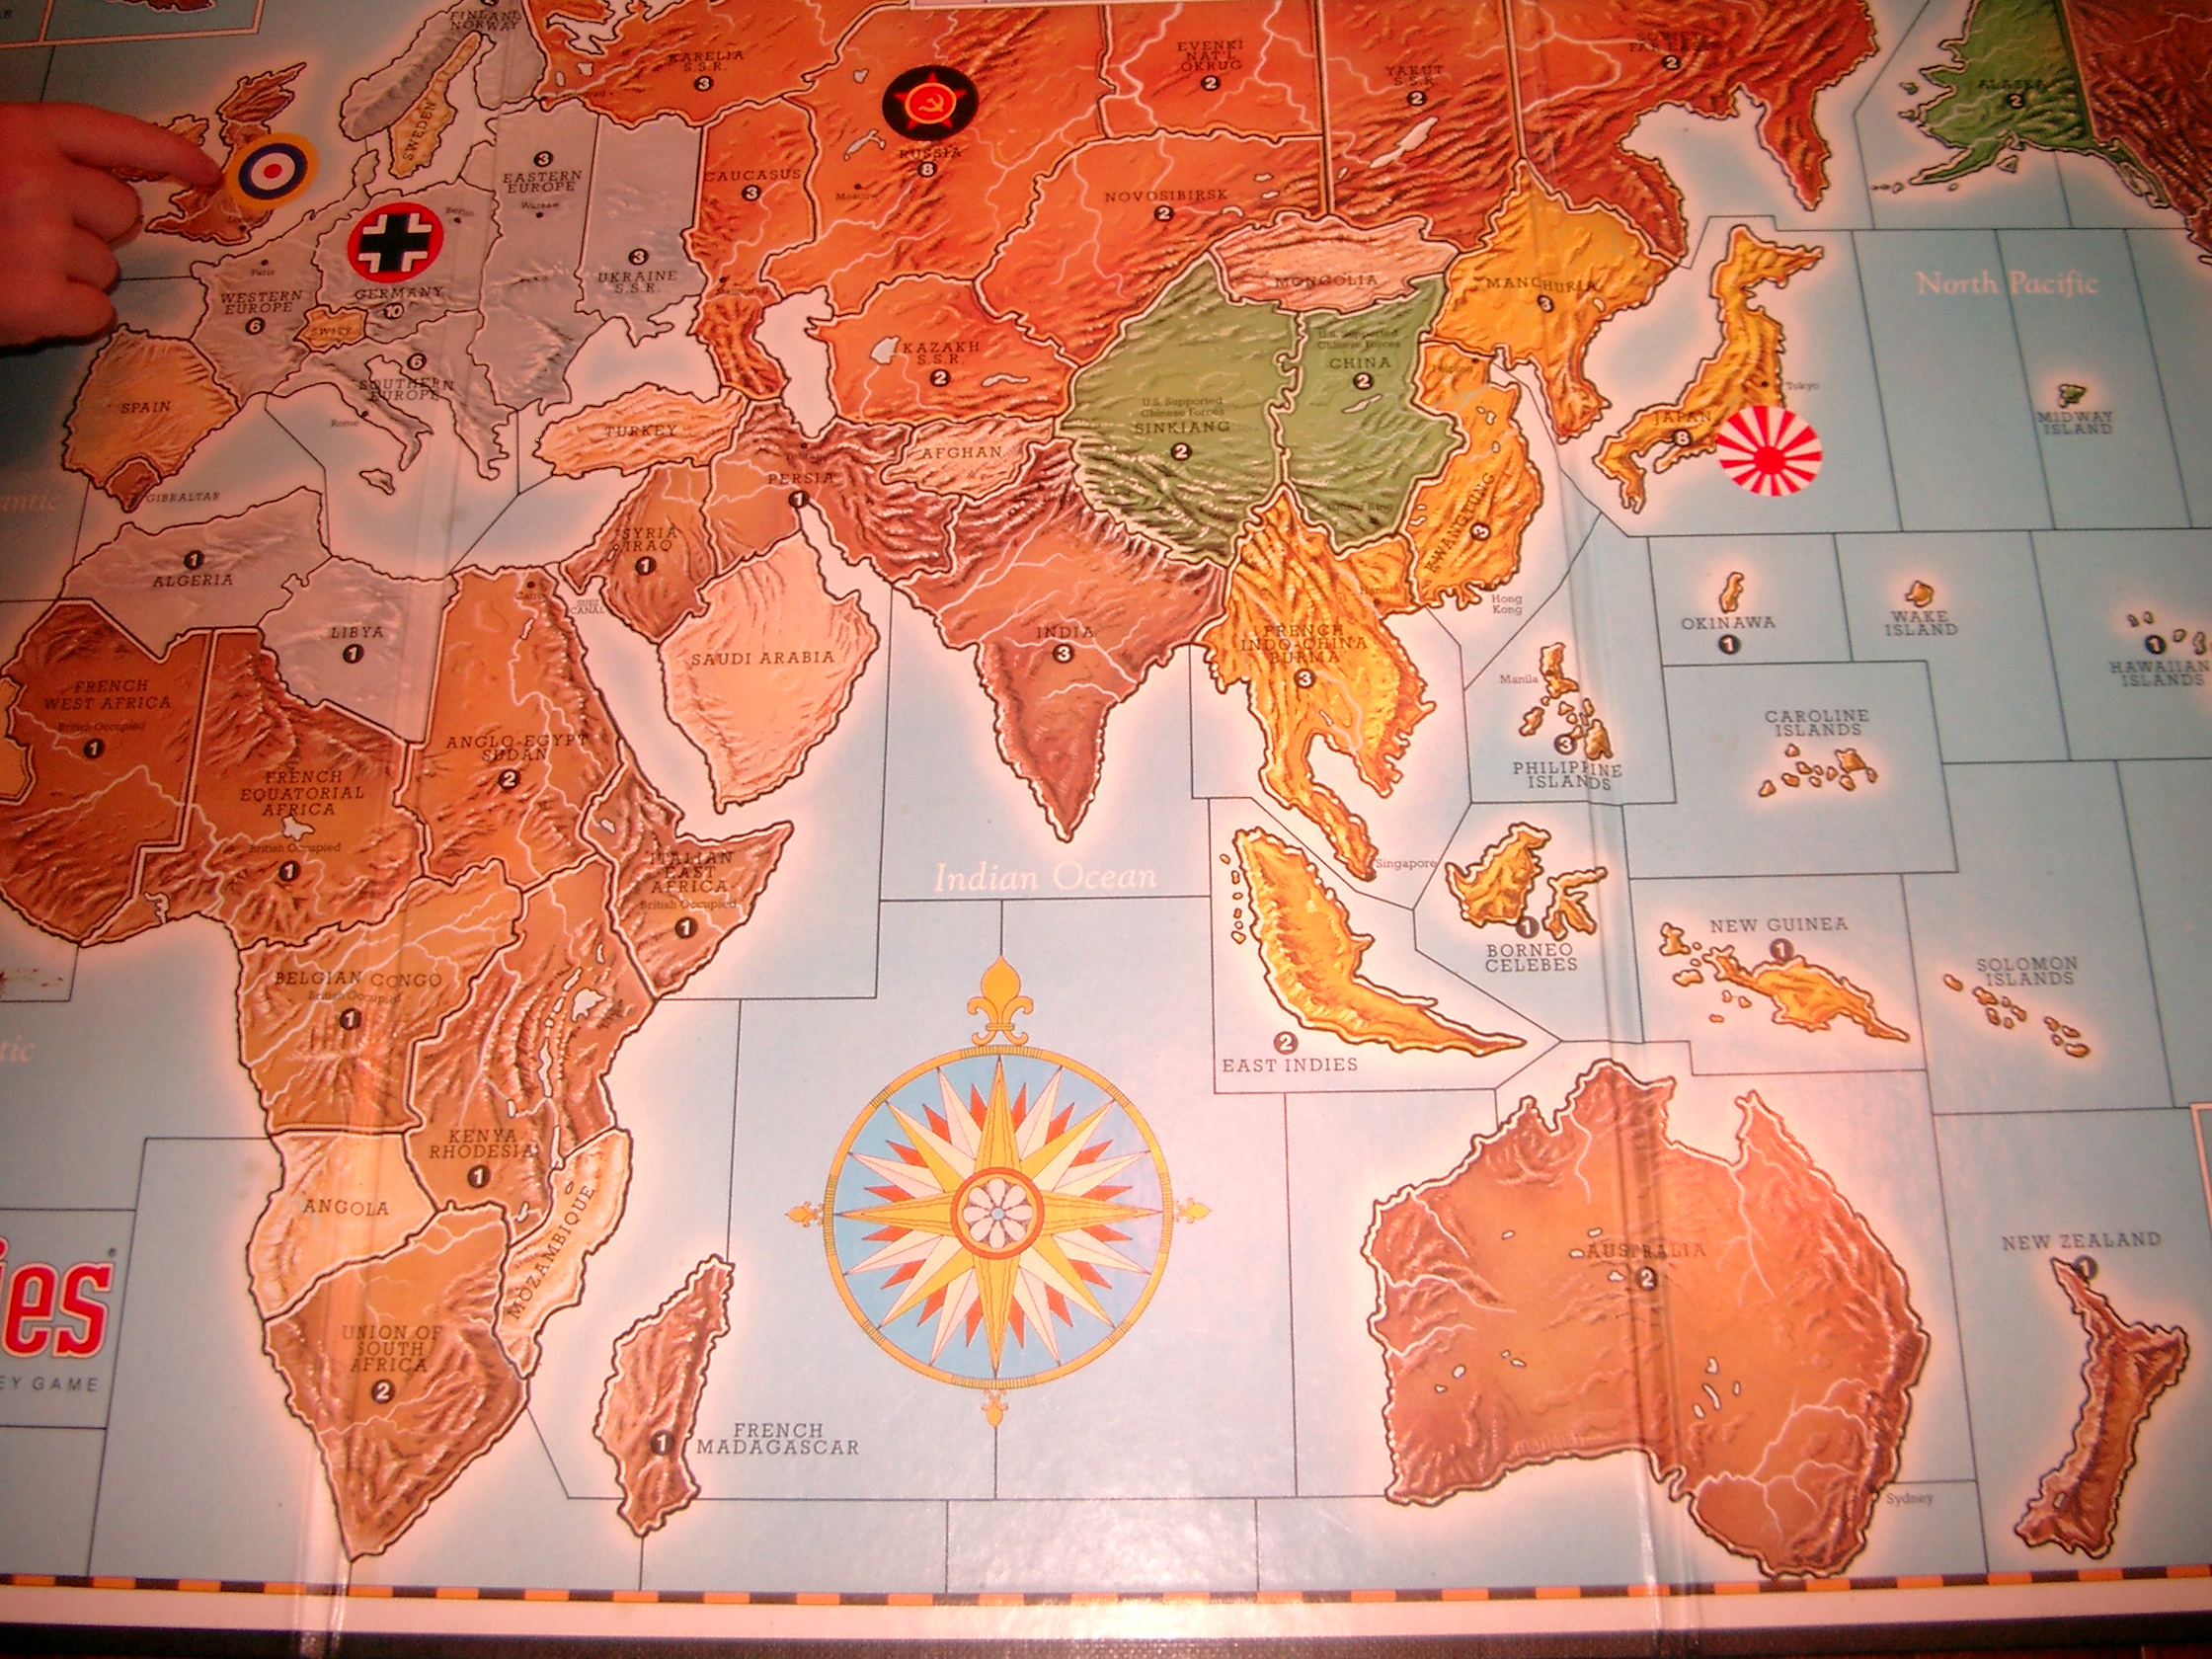 FINLAND
NORWAY
SWEDEN
KARELIA
S.S.R.
3
EVENKI
NAT'L
OKRUG
2
YAKUT
S.S.R.
2
SOVIET
FAR EAST
2
ALASKA
2
RUSSIA
8
Moscow
CAUCASUS
3
NOVOSIBIRSK
2
EASTERN
EUROPE
3
Warsaw
Berlin
GERMANY
10
UKRAINE
S.S.R.
3
Paris
WESTERN
EUROPE
6
SWITZ
6
SOUTHERN
EUROPE
Rome
SPAIN
GIBRALTAR
antic
TURKEY
KAZAKH
S.S.R.
2
MONGOLIA
MANCHURIA
3
U.S. Supported
Chinese Forces
CHINA
2
U.S. Supported
Chinese Forces
SINKIANG
2
AFGHAN
PERSIA
1
SYRIA
IRAQ
1
SUEZ
CANAL
Cairo
JAPAN
8
Tokyo
North Pacific
MIDWAY
ISLAND
KWANGTUNG
3
Hong
Kong
Hanoi
ALGERIA
1
LIBYA
1
SAUDI ARABIA
INDIA
3
FRENCH
INDO-CHINA
BURMA
3
OKINAWA
1
WAKE
ISLAND
1
HAWAIIAN
ISLANDS
Manila
3
PHILIPPINE
ISLANDS
CAROLINE
ISLANDS
FRENCH
WEST AFRICA
British Occupied
1
FRENCH
EQUATORIAL
AFRICA
British Occupied
1
ANGLO-EGYPT
SUDAN
2
ITALIAN
EAST
AFRICA
British Occupied
1
Indian Ocean
Singapore
1
BORNEO
CELEBES
NEW GUINEA
1
SOLOMON
ISLANDS
2
EAST INDIES
BELGIAN CONGO
British Occupied
1
tic
KENYA
RHODESIA
1
ANGOLA
MOZAMBIQUE
UNION OF
SOUTH
AFRICA
2
FRENCH
MADAGASCAR
1
AUSTRALIA
2
Sydney
NEW ZEALAND
1
ies®
EY GAME